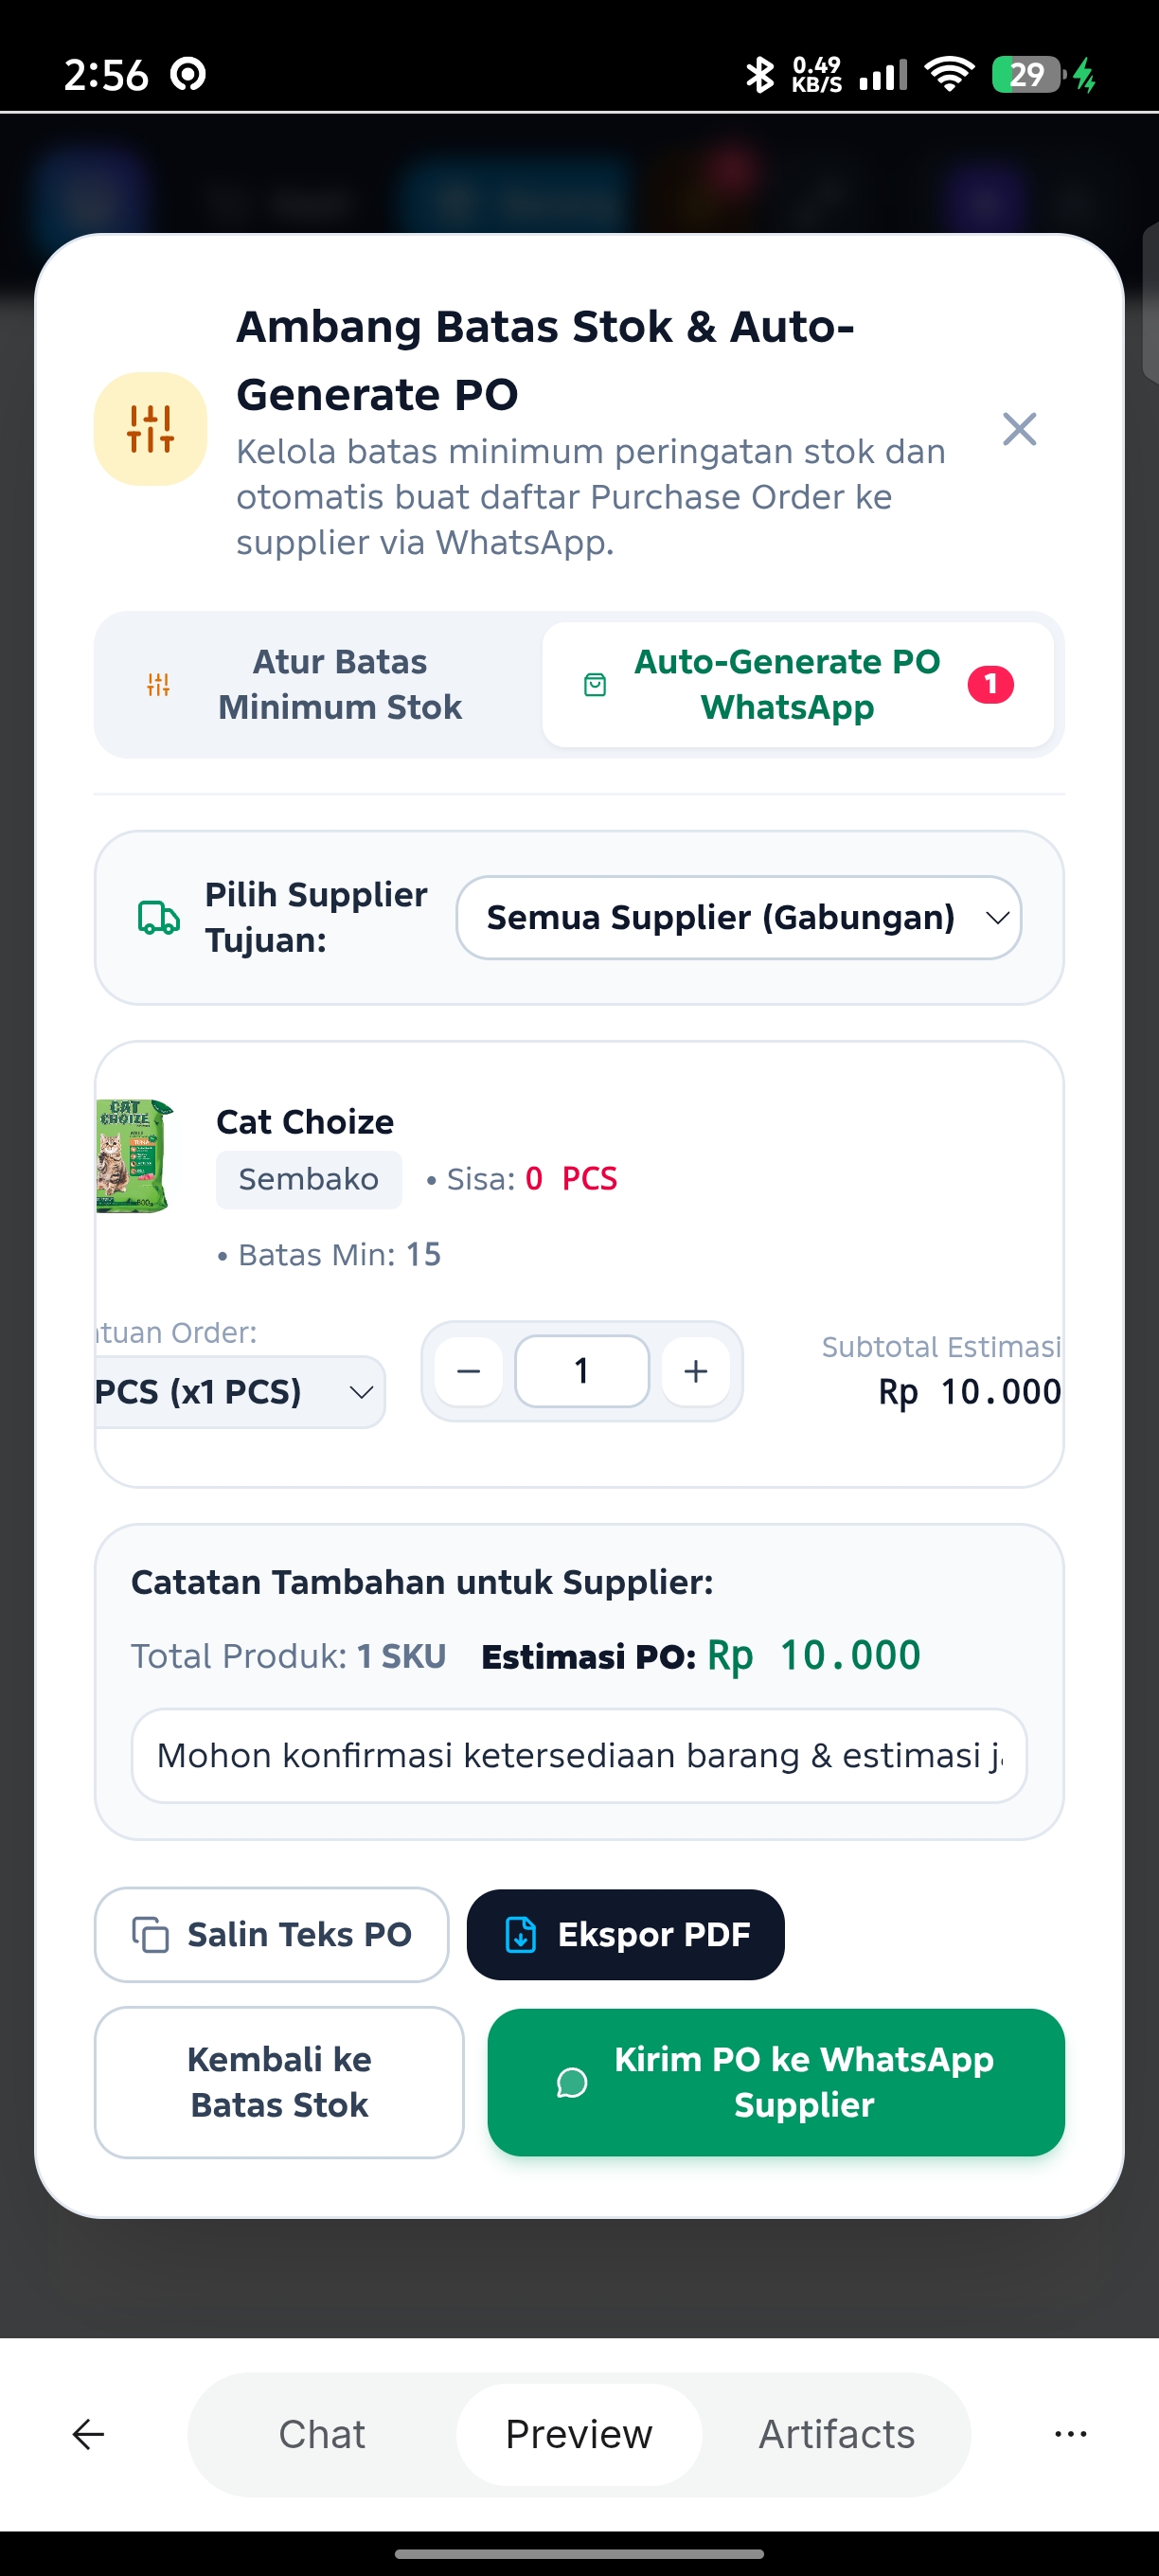 2:56
0.49
KB/S
29
Ambang Batas Stok & Auto-
Generate PO
Kelola batas minimum peringatan stok dan
otomatis buat daftar Purchase Order ke
supplier via WhatsApp.
Atur Batas
Minimum Stok
Auto-Generate PO
WhatsApp
1
Pilih Supplier
Tujuan:
Semua Supplier (Gabungan)
CAT
CHOIZE
Cat Choize
Sembako
• Sisa: 0 PCS
• Batas Min: 15
tuan Order:
PCS (x1 PCS)
1
Subtotal Estimasi
Rp 10.000
Catatan Tambahan untuk Supplier:
Total Produk: 1 SKU Estimasi PO: Rp 10.000
Mohon konfirmasi ketersediaan barang & estimasi j
Salin Teks PO
Ekspor PDF
Kembali ke
Batas Stok
Kirim PO ke WhatsApp
Supplier
Chat
Preview
Artifacts